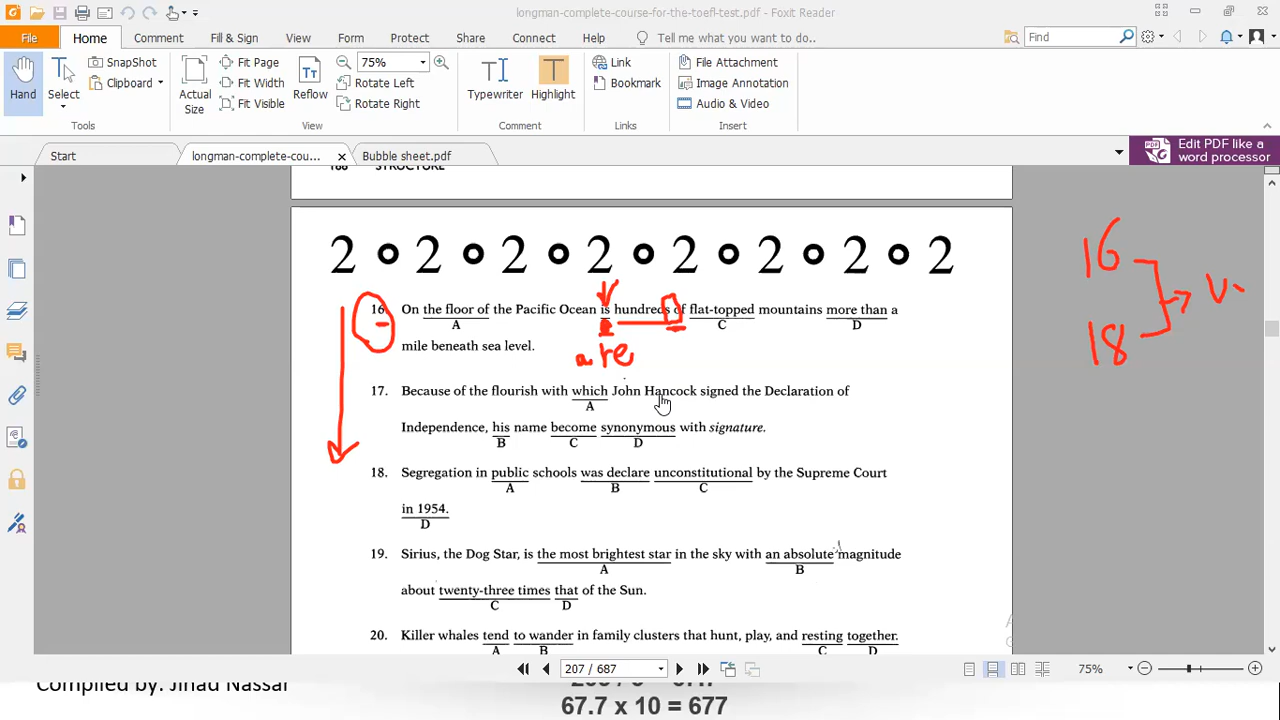 longman-complete-course-for-the-toefl-test.pdf - Foxit Reader
File Home Comment Fill & Sign View Form Protect Share Connect Help Tell me what you want to do.. Find
Hand
Select
SnapShot
Clipboard
Actual Size
Fit Page
Fit Width
Fit Visible
Reflow
75%
Rotate Left
Rotate Right
Typewriter
Highlight
Link
Bookmark
File Attachment
Image Annotation
Audio & Video
Tools View Comment Links Insert
Start longman-complete-cou... Bubble sheet.pdf
Edit PDF like a word processor
STRUCTURE
2 2 2 2 2 2 2 2
16. On the floor of the Pacific Ocean is hundreds of flat-topped mountains more than a
A C D
are
mile beneath sea level.
17. Because of the flourish with which John Hancock signed the Declaration of
A
Independence, his name become synonymous with signature.
B C D
18. Segregation in public schools was declare unconstitutional by the Supreme Court
A B C
in 1954.
D
19. Sirius, the Dog Star, is the most brightest star in the sky with an absolute magnitude
A B
about twenty-three times that of the Sun.
C D
20. Killer whales tend to wander in family clusters that hunt, play, and resting together.
A B C D
16
18
207 / 687
75%
Compiled by: Jihad Nassar
67.7 x 10 = 677